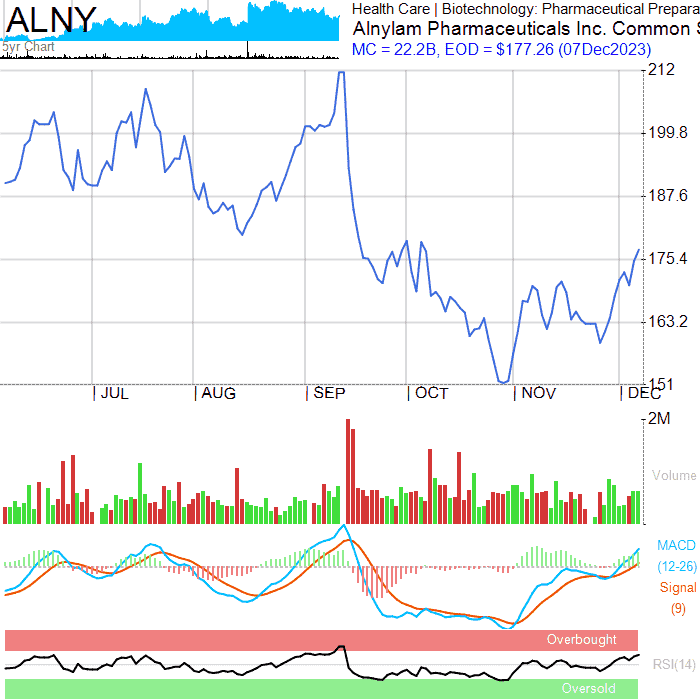 ALNY
5yr Chart
Health Care | Biotechnology: Pharmaceutical Prepara
Alnylam Pharmaceuticals Inc. Common S
MC = 22.2B, EOD = $177.26 (07Dec2023)
212
199.8
187.6
175.4
163.2
151
JUL
AUG
SEP
OCT
NOV
DEC
2M
Volume
MACD
(12-26)
Signal
(9)
Overbought
RSI(14)
Oversold